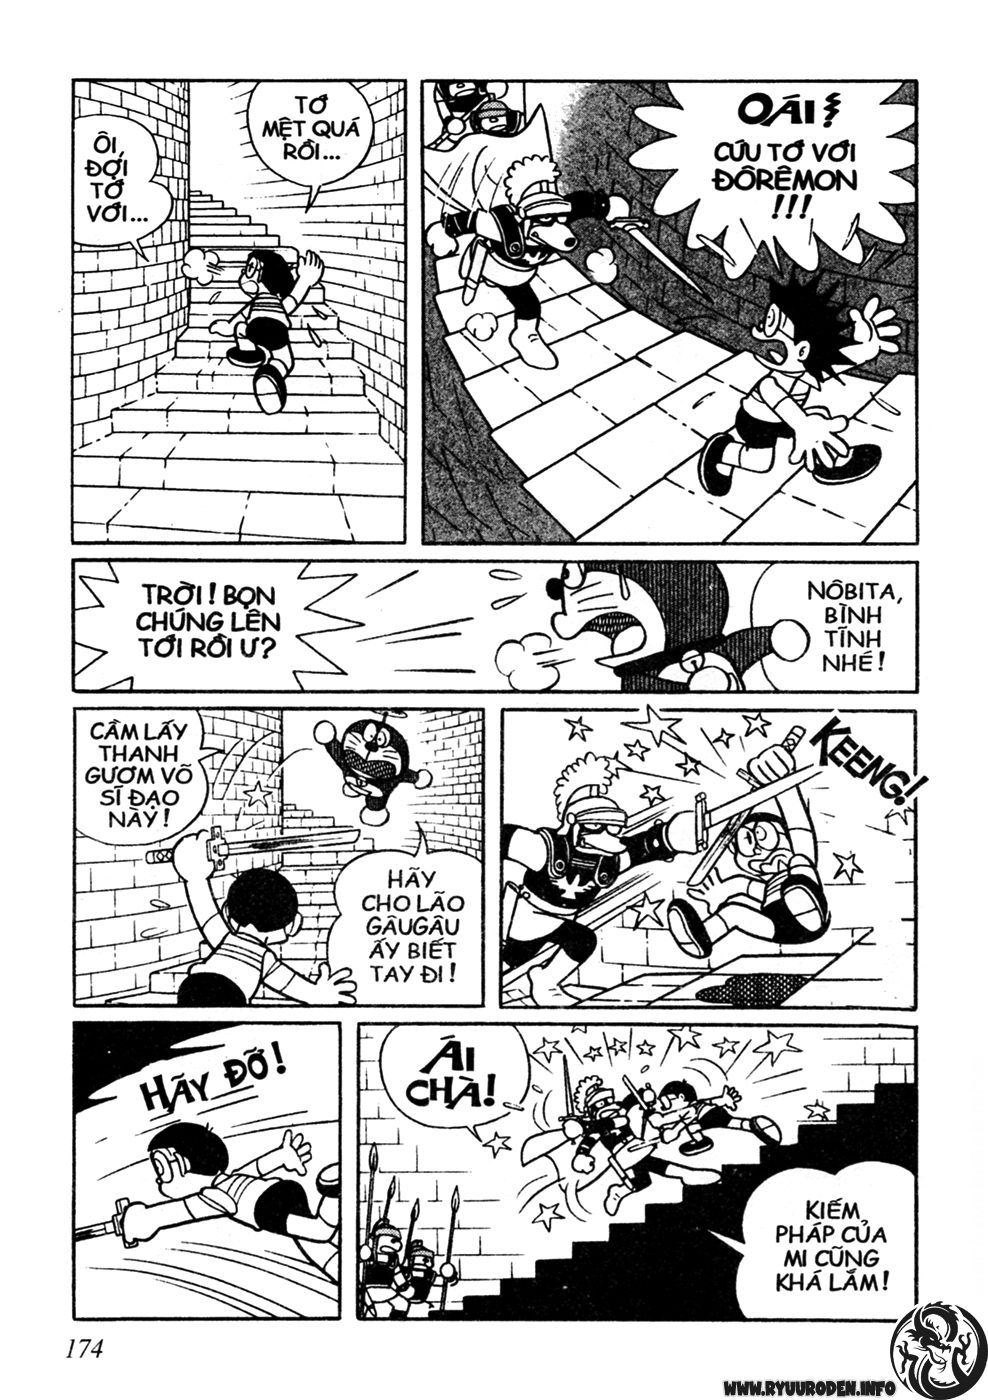 TỚ
MỆT QUÁ
RỒI...
ÔI,
ĐỢI
TỚ
VỚI...
OÁI!
CỨU TỚ VỚI
ĐÔRÊMON
!!!
TRỜI! BỌN
CHÚNG LÊN
TỚI RỒI Ư?
NÔBITA,
BÌNH
TĨNH
NHÉ!
CẦM LẤY
THANH
GƯƠM VÕ
SĨ ĐẠO
NÀY!
HÃY
CHO LÃO
GÂUGÂU
ẤY BIẾT
TAY ĐI!
KEENG!
HÃY ĐỠ!
ÁI
CHÀ!
KIẾM
PHÁP CỦA
MI CŨNG
KHÁ LẮM!
174
WWW.RYUURODEN.INFO